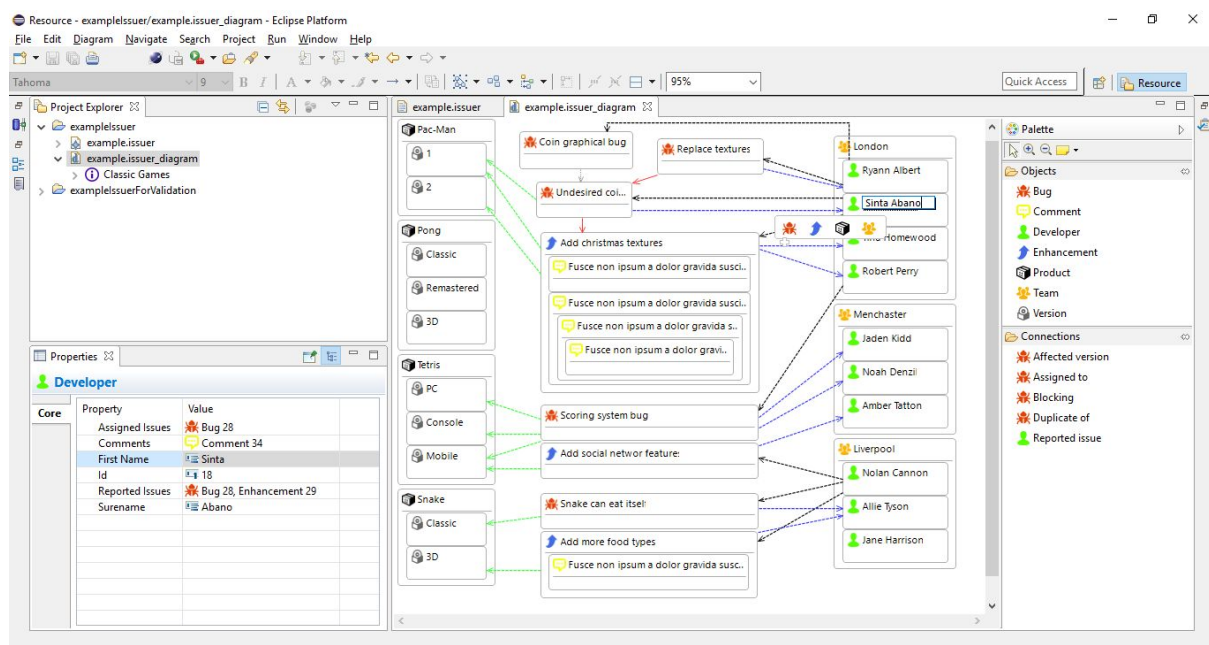 Resource - exampleIssuer/example.issuer_diagram - Eclipse Platform
File Edit Diagram Navigate Search Project Run Window Help
Tahoma 9 B I A 95% Quick Access Resource
Project Explorer
exampleIssuer
example.issuer
example.issuer_diagram
Classic Games
exampleIssuerForValidation
Properties
Developer
Core
Property Value
Assigned Issues Bug 28
Comments Comment 34
First Name Sinta
Id 18
Reported Issues Bug 28, Enhancement 29
Surename Abano
example.issuer example.issuer_diagram
Pac-Man
1
2
Pong
Classic
Remastered
3D
Tetris
PC
Console
Mobile
Snake
Classic
3D
Coin graphical bug
Replace textures
Undesired coi...
Add christmas textures
Fusce non ipsum a dolor gravida susci..
Fusce non ipsum a dolor gravida susci..
Fusce non ipsum a dolor gravida s..
Fusce non ipsum a dolor gravi..
Scoring system bug
Add social networ feature:
Snake can eat itsel
Add more food types
Fusce non ipsum a dolor gravida susc..
London
Ryann Albert
Sinta Abano
Homewood
Robert Perry
Menchaster
Jaden Kidd
Noah Denzil
Amber Tatton
Liverpool
Nolan Cannon
Allie Tyson
Jane Harrison
Palette
Objects
Bug
Comment
Developer
Enhancement
Product
Team
Version
Connections
Affected version
Assigned to
Blocking
Duplicate of
Reported issue